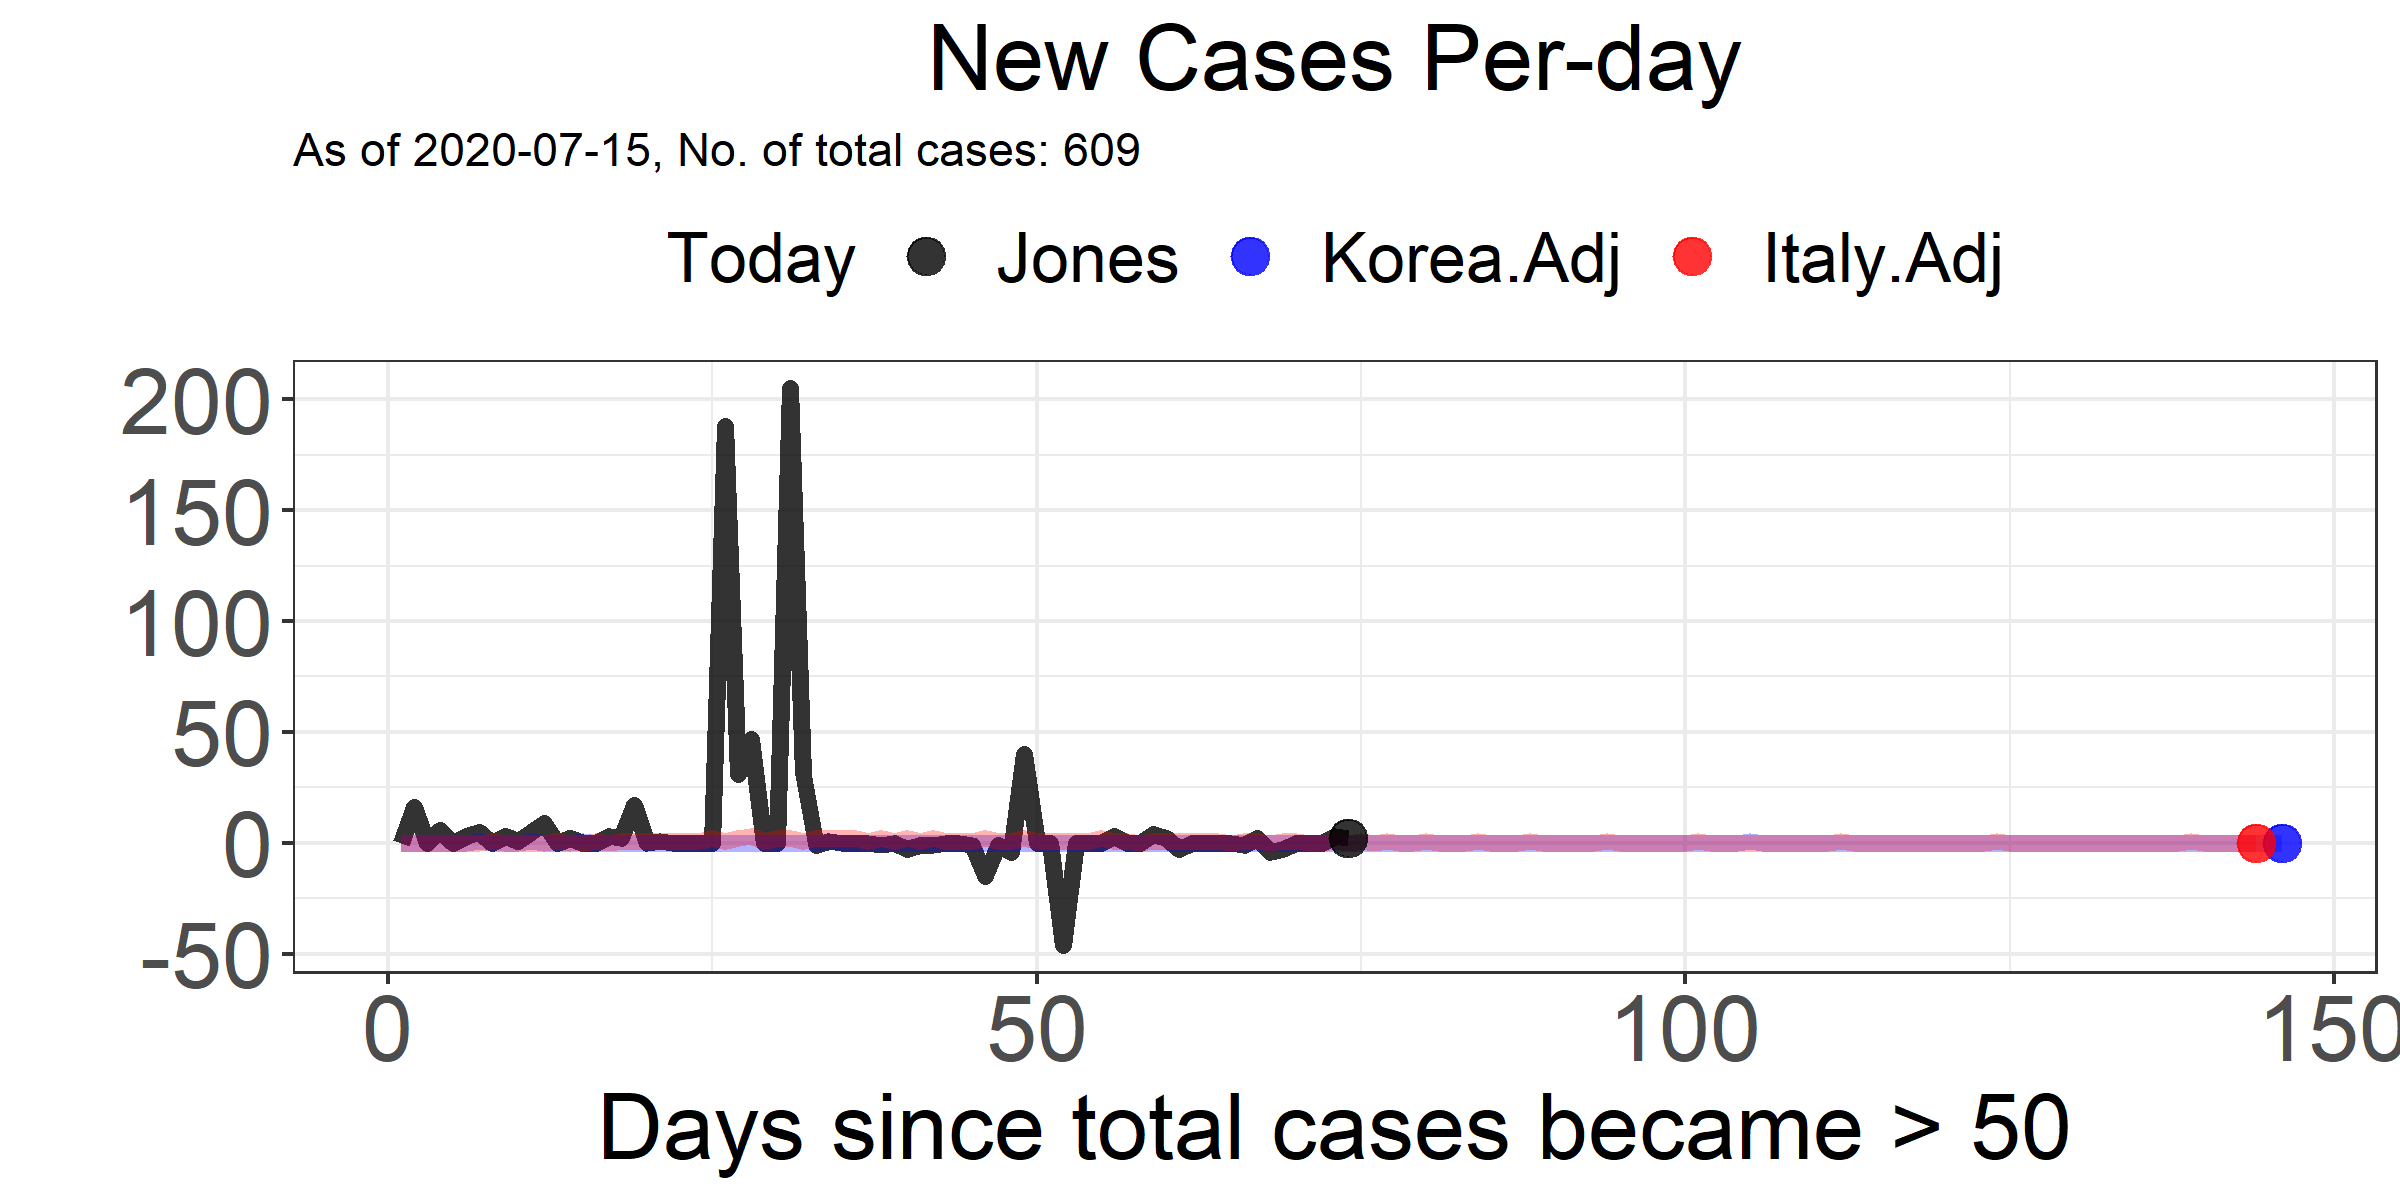 New Cases Per-day
As of 2020-07-15, No. of total cases: 609
Today Jones Korea.Adj Italy.Adj
200
150
100
50
0
-50
0 50 100 150
Days since total cases became > 50